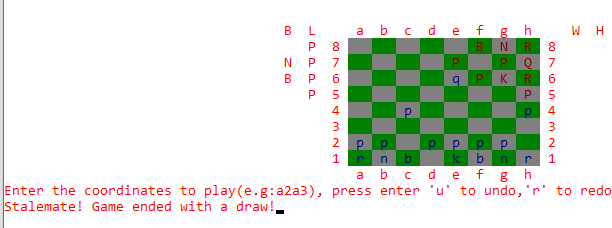 B L a b c d e f g h W H
P 8 B N R 8
N P 7 P P Q 7
B P 6 q P K R 6
P 5 P 5
4 p p 4
3 3
2 p p p p p p 2
1 r n b k b n r 1
a b c d e f g h
Enter the coordinates to play(e.g:a2a3), press enter 'u' to undo,'r' to redo
Stalemate! Game ended with a draw!